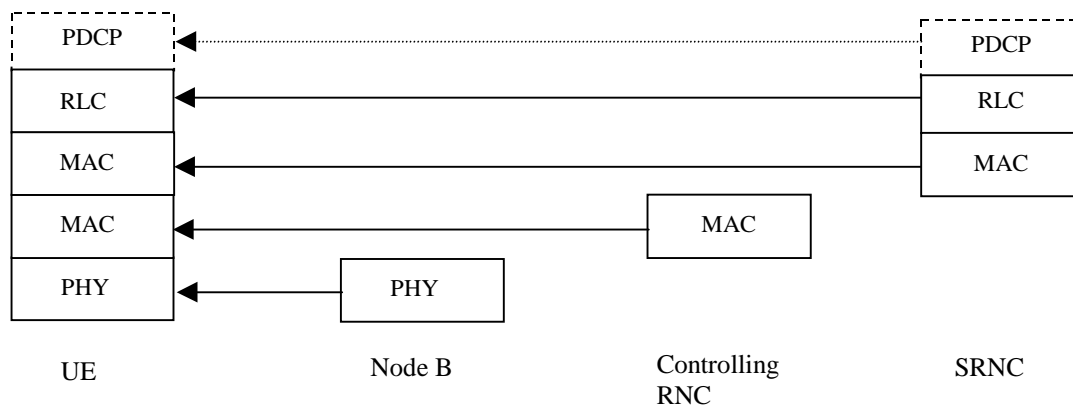 PDCP
PDCP
RLC
RLC
MAC
MAC
MAC
MAC
PHY
PHY
UE
Node B
Controlling
RNC
SRNC